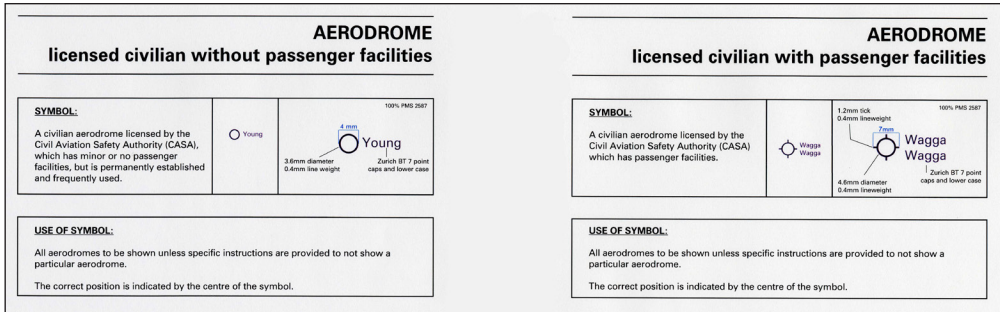 AERODROME
licensed civilian without passenger facilities
SYMBOL:
A civilian aerodrome licensed by the
Civil Aviation Safety Authority (CASA),
which has minor or no passenger
facilities, but is permanently established
and frequently used.
Young
100% PMS 2587
4 mm
Young
3.6mm diameter
0.4mm line weight
Zurich BT 7 point
caps and lower case
USE OF SYMBOL:
All aerodromes to be shown unless specific instructions are provided to not show a
particular aerodrome.
The correct position is indicated by the centre of the symbol.
AERODROME
licensed civilian with passenger facilities
SYMBOL:
A civilian aerodrome licensed by the
Civil Aviation Safety Authority (CASA)
which has passenger facilities.
Wagga
Wagga
1.2mm tick
0.4mm lineweight
100% PMS 2587
7mm
Wagga
Wagga
Zurich BT 7 point
caps and lower case
4.6mm diameter
0.4mm lineweight
USE OF SYMBOL:
All aerodromes to be shown unless specific instructions are provided to not show a
particular aerodrome.
The correct position is indicated by the centre of the symbol.